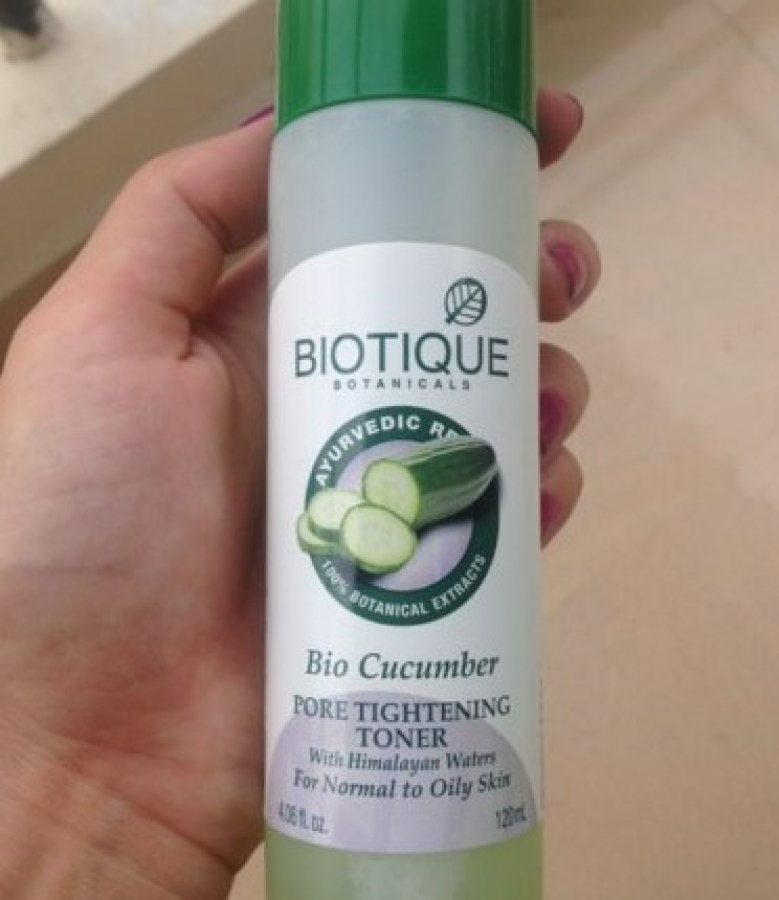 BIOTIQUE
BOTANICALS
AYURVEDIC
100% BOTANICAL EXTRACTS
Bio Cucumber
PORE TIGHTENING
TONER
With Himalayan Waters
For Normal to Oily Skin
4.06 fl. oz.
120mL